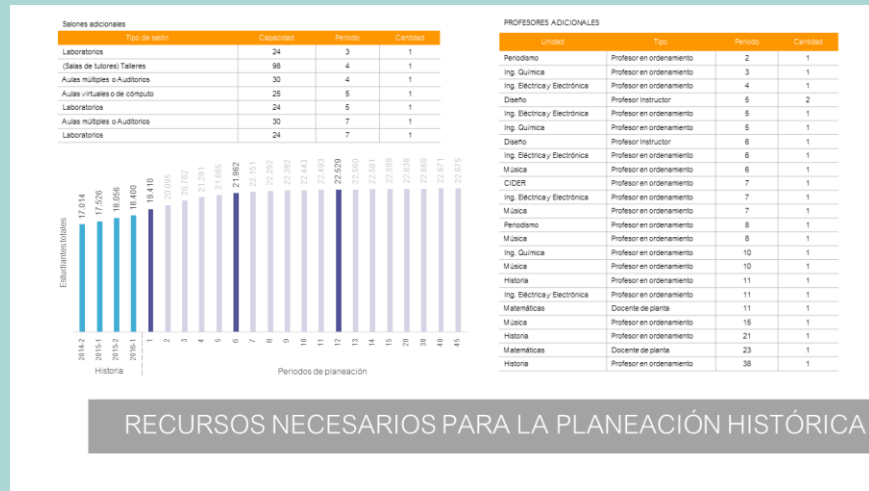 Salones adicionales
Tipo de salón Capacidad Periodo Cantidad
Laboratorios 24 3 1
(Salas de tutores) Talleres 98 4 1
Aulas múltiples o Auditorios 30 4 1
Aulas virtuales o de cómputo 25 5 1
Laboratorios 24 5 1
Aulas múltiples o Auditorios 30 7 1
Laboratorios 24 7 1
Estudiantes totales
17.014 17.526 18.056 18.400 19.410 20.095 20.762 21.291 21.685 21.962 22.151 22.292 22.382 22.443 22.493 22.529 22.560 22.581 22.599 22.638 22.660 22.671 22.675
2014-2 2015-1 2015-2 2016-1 1 2 3 4 5 6 7 8 9 10 11 12 13 14 15 20 30 40 45
Historia Periodos de planeación
PROFESORES ADICIONALES
Unidad Tipo Periodo Cantidad
Periodismo Profesor en ordenamiento 2 1
Ing. Química Profesor en ordenamiento 3 1
Ing. Eléctrica y Electrónica Profesor en ordenamiento 4 1
Diseño Profesor Instructor 5 2
Ing. Eléctrica y Electrónica Profesor en ordenamiento 5 1
Ing. Química Profesor en ordenamiento 5 1
Diseño Profesor Instructor 6 1
Ing. Eléctrica y Electrónica Profesor en ordenamiento 6 1
Música Profesor en ordenamiento 6 1
CIDER Profesor en ordenamiento 7 1
Ing. Eléctrica y Electrónica Profesor en ordenamiento 7 1
Música Profesor en ordenamiento 7 1
Periodismo Profesor en ordenamiento 8 1
Música Profesor en ordenamiento 8 1
Ing. Química Profesor en ordenamiento 10 1
Música Profesor en ordenamiento 10 1
Historia Profesor en ordenamiento 11 1
Ing. Eléctrica y Electrónica Profesor en ordenamiento 11 1
Matemáticas Docente de planta 11 1
Música Profesor en ordenamiento 15 1
Historia Profesor en ordenamiento 21 1
Matemáticas Docente de planta 23 1
Historia Profesor en ordenamiento 38 1
RECURSOS NECESARIOS PARA LA PLANEACIÓN HISTÓRICA